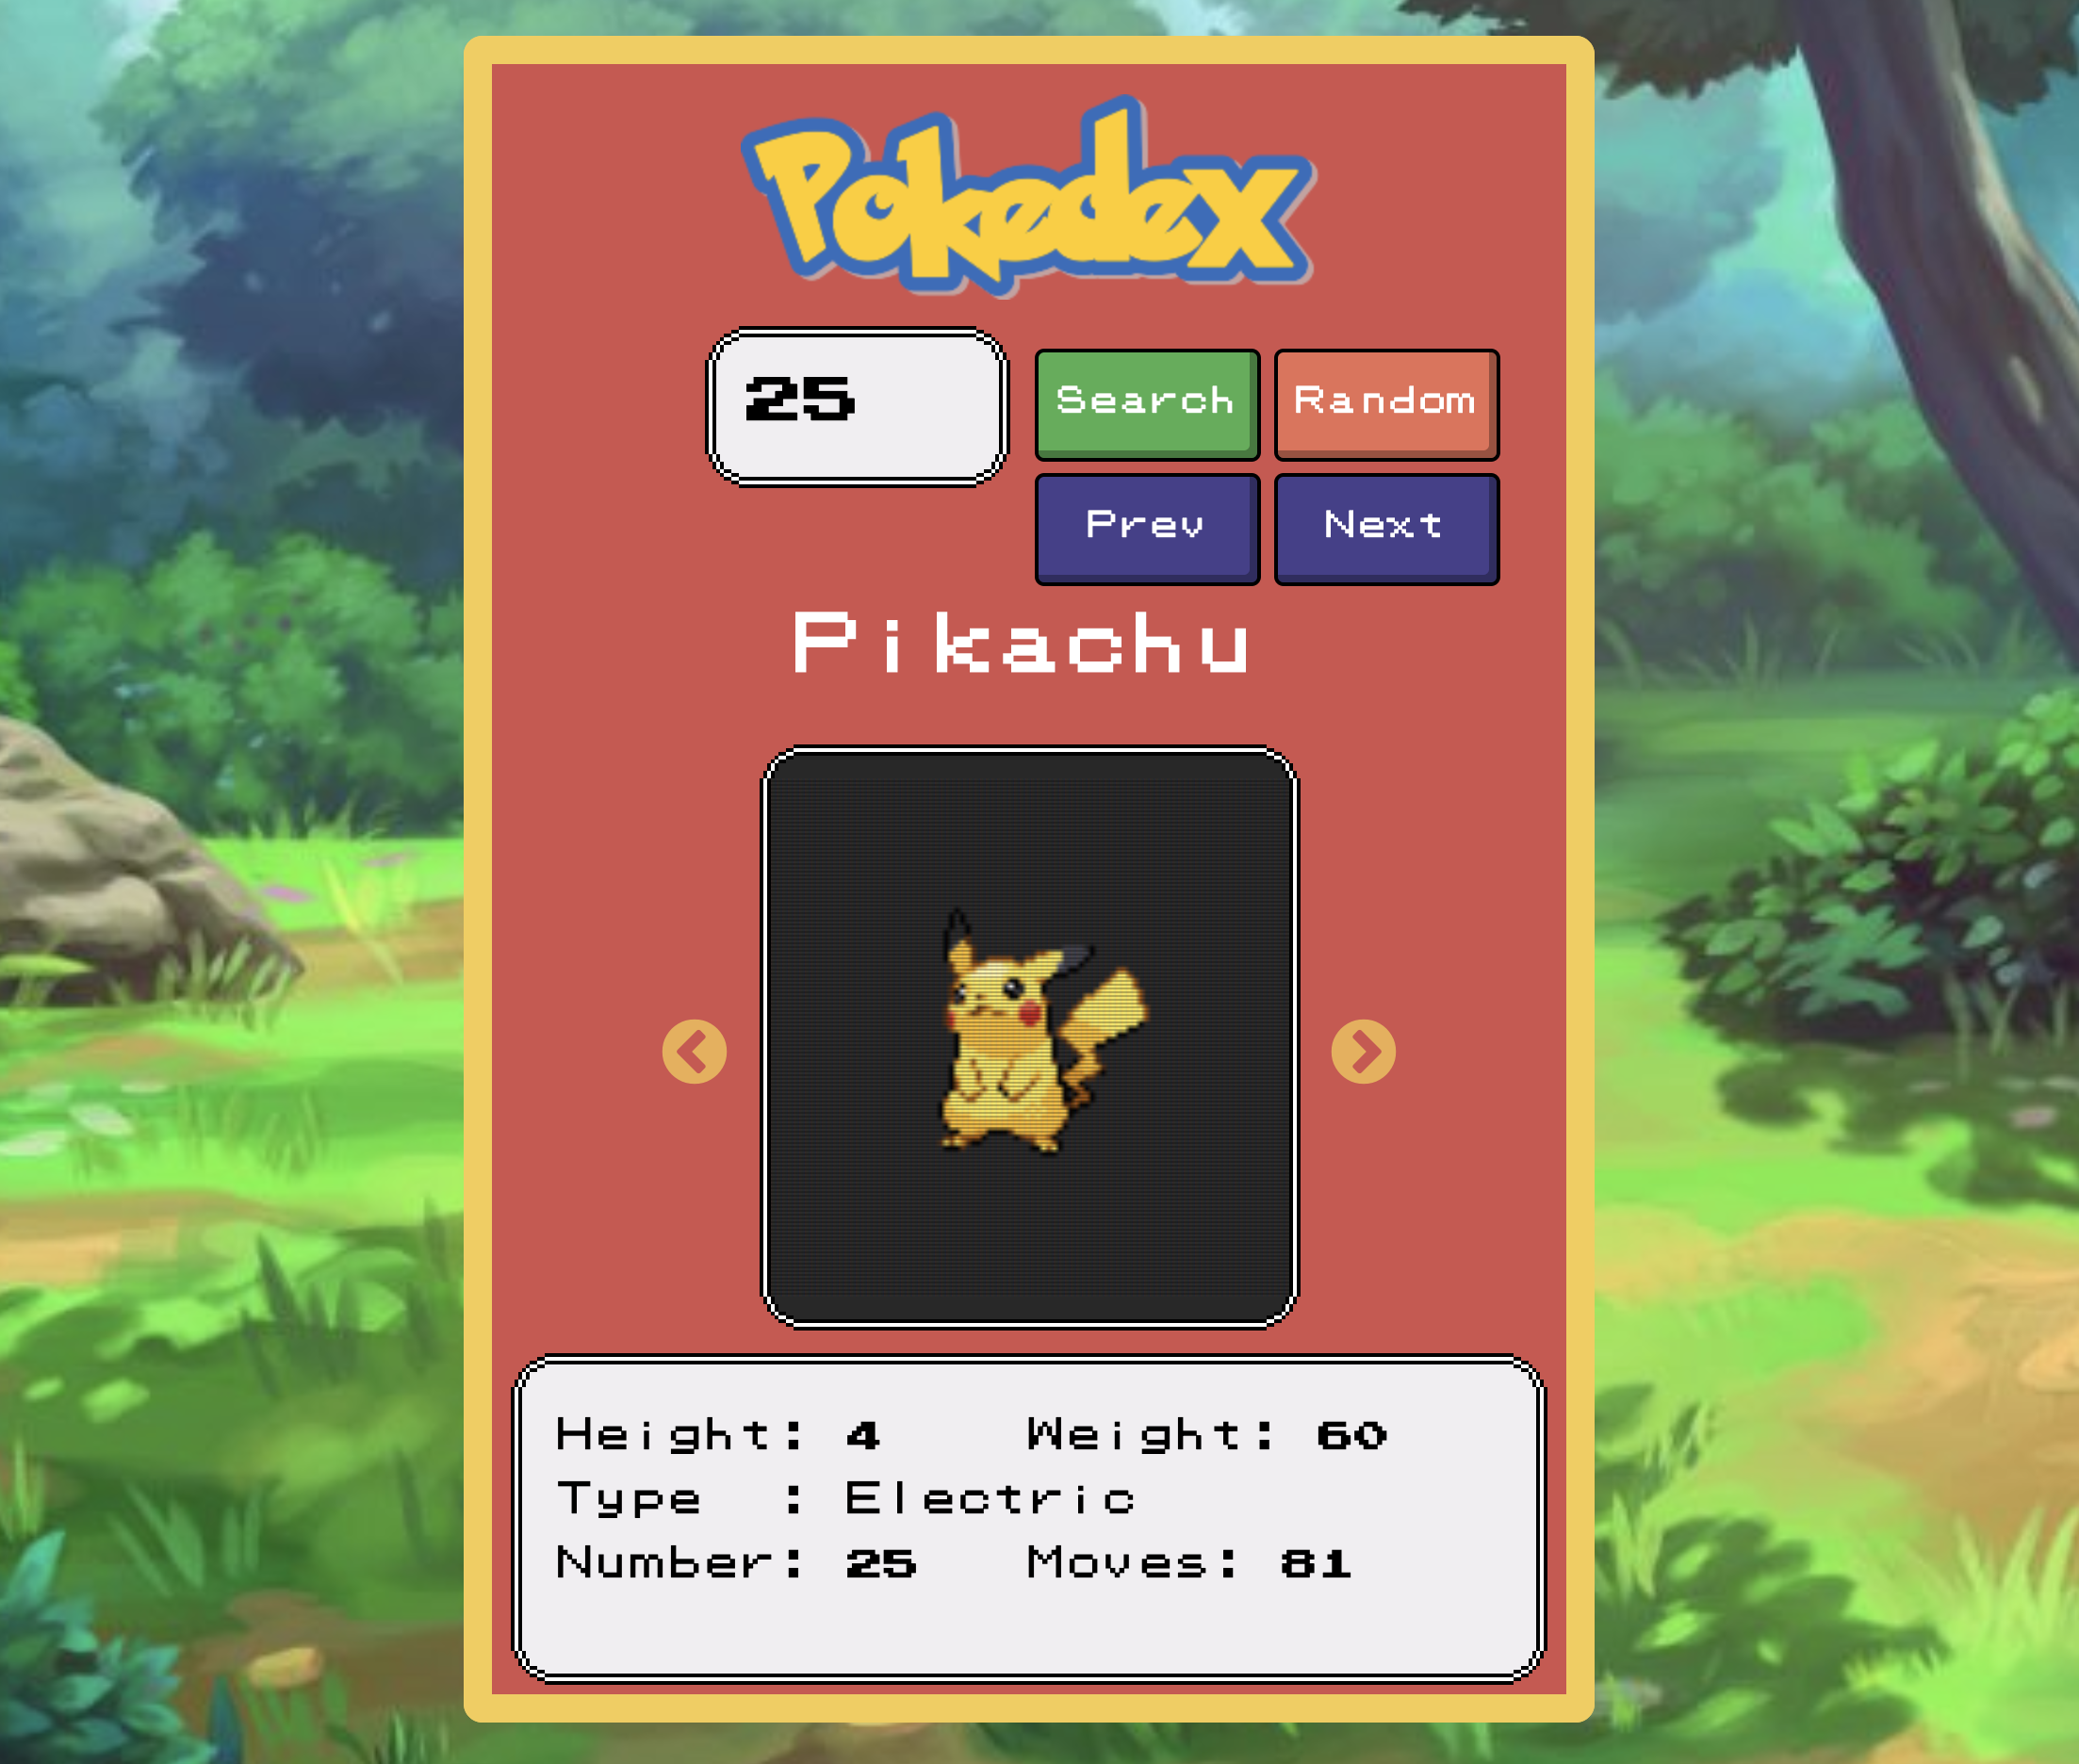 Pokedex
25
Search Random
Prev Next
Pikachu
Height: 4 Weight: 60
Type : Electric
Number: 25 Moves: 81